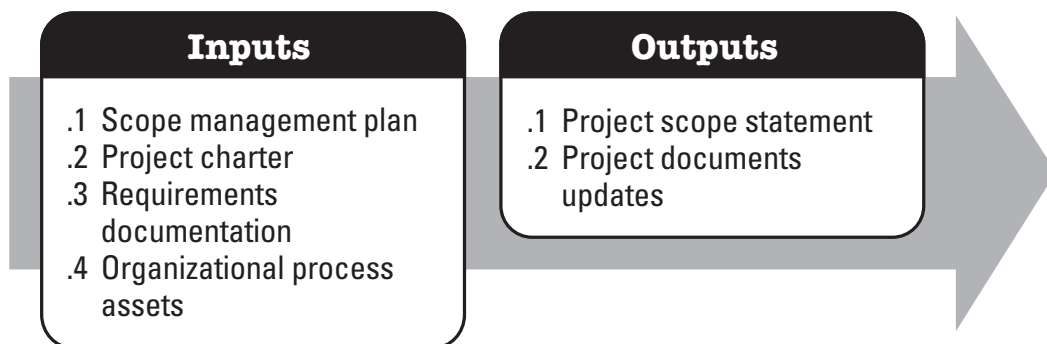 Inputs
.1 Scope management plan
.2 Project charter
.3 Requirements
documentation
.4 Organizational process
assets
Outputs
.1 Project scope statement
.2 Project documents
updates